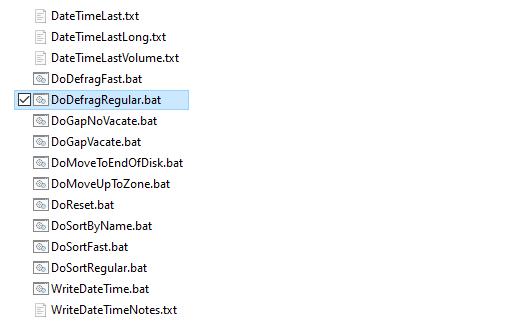 DateTimeLast.txt
DateTimeLastLong.txt
DateTimeLastVolume.txt
DoDefragFast.bat
DoDefragRegular.bat
DoGapNoVacate.bat
DoGapVacate.bat
DoMoveToEndOfDisk.bat
DoMoveUpToZone.bat
DoReset.bat
DoSortByName.bat
DoSortFast.bat
DoSortRegular.bat
WriteDateTime.bat
WriteDateTimeNotes.txt